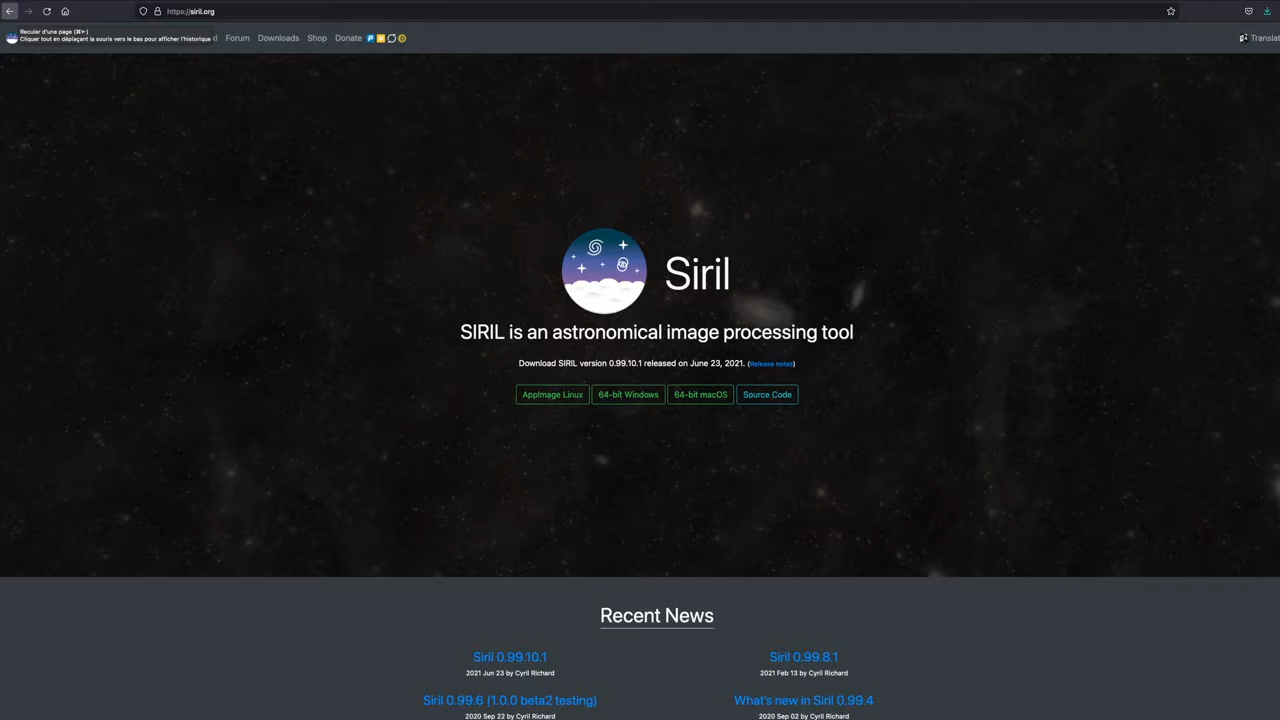 https://siril.org
Reculer d'une page (⌘←)
Cliquer tout en déplaçant la souris vers le bas pour afficher l'historique
Forum
Downloads
Shop
Donate
Translat
Siril
SIRIL is an astronomical image processing tool
Download SIRIL version 0.99.10.1 released on June 23, 2021. (Release notes)
AppImage Linux
64-bit Windows
64-bit macOS
Source Code
Recent News
Siril 0.99.10.1
2021 Jun 23 by Cyril Richard
Siril 0.99.8.1
2021 Feb 13 by Cyril Richard
Siril 0.99.6 (1.0.0 beta2 testing)
2020 Sep 22 by Cyril Richard
What's new in Siril 0.99.4
2020 Sep 02 by Cyril Richard